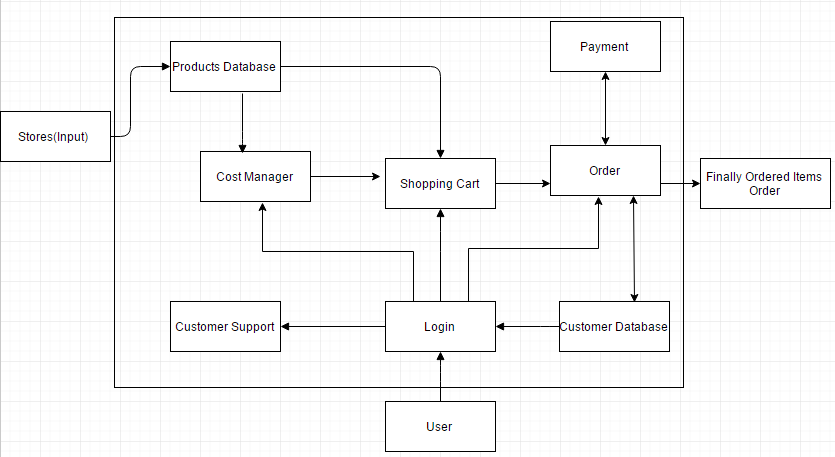 Payment
Products Database
Stores(Input)
Cost Manager
Shopping Cart
Order
Finally Ordered Items
Order
Customer Support
Login
Customer Database
User